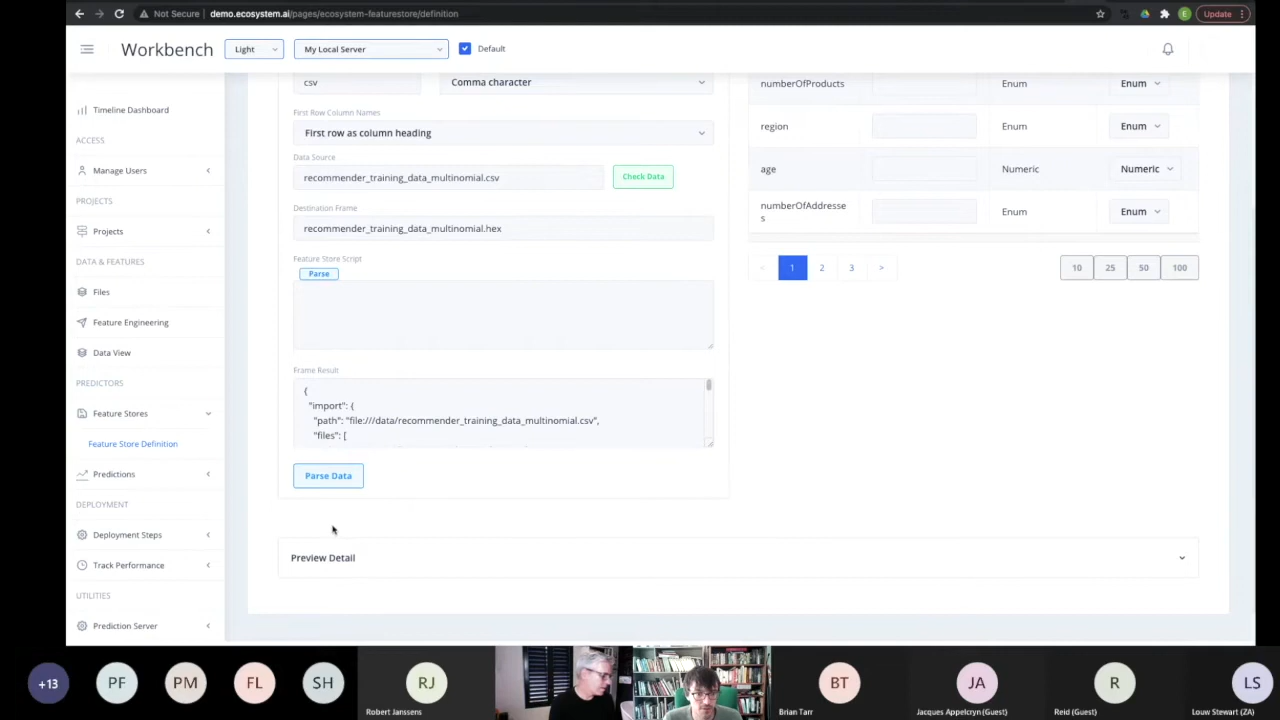 Not Secure | demo.ecosystem.ai/pages/ecosystem-featurestore/definition
E
Update
Workbench
Light
My Local Server
Default
Timeline Dashboard
ACCESS
Manage Users
PROJECTS
Projects
DATA & FEATURES
Files
Feature Engineering
Data View
PREDICTORS
Feature Stores
Feature Store Definition
Predictions
DEPLOYMENT
Deployment Steps
Track Performance
UTILITIES
Prediction Server
csv
Comma character
First Row Column Names
First row as column heading
Data Source
recommender_training_data_multinomial.csv
Check Data
Destination Frame
recommender_training_data_multinomial.hex
Feature Store Script
Parse
Frame Result
{
"import": {
"path": "file:///data/recommender_training_data_multinomial.csv",
"files": [
Parse Data
Preview Detail
numberOfProducts
Enum
Enum
region
Enum
Enum
age
Numeric
Numeric
numberOfAddresse
s
Enum
Enum
1
2
3
>
10
25
50
100
+13
PF
PM
FL
SH
RJ
Robert Janssens
BT
Brian Tarr
JA
Jacques Appelcryn (Guest)
R
Reid (Guest)
LS
Louw Stewart (ZA)